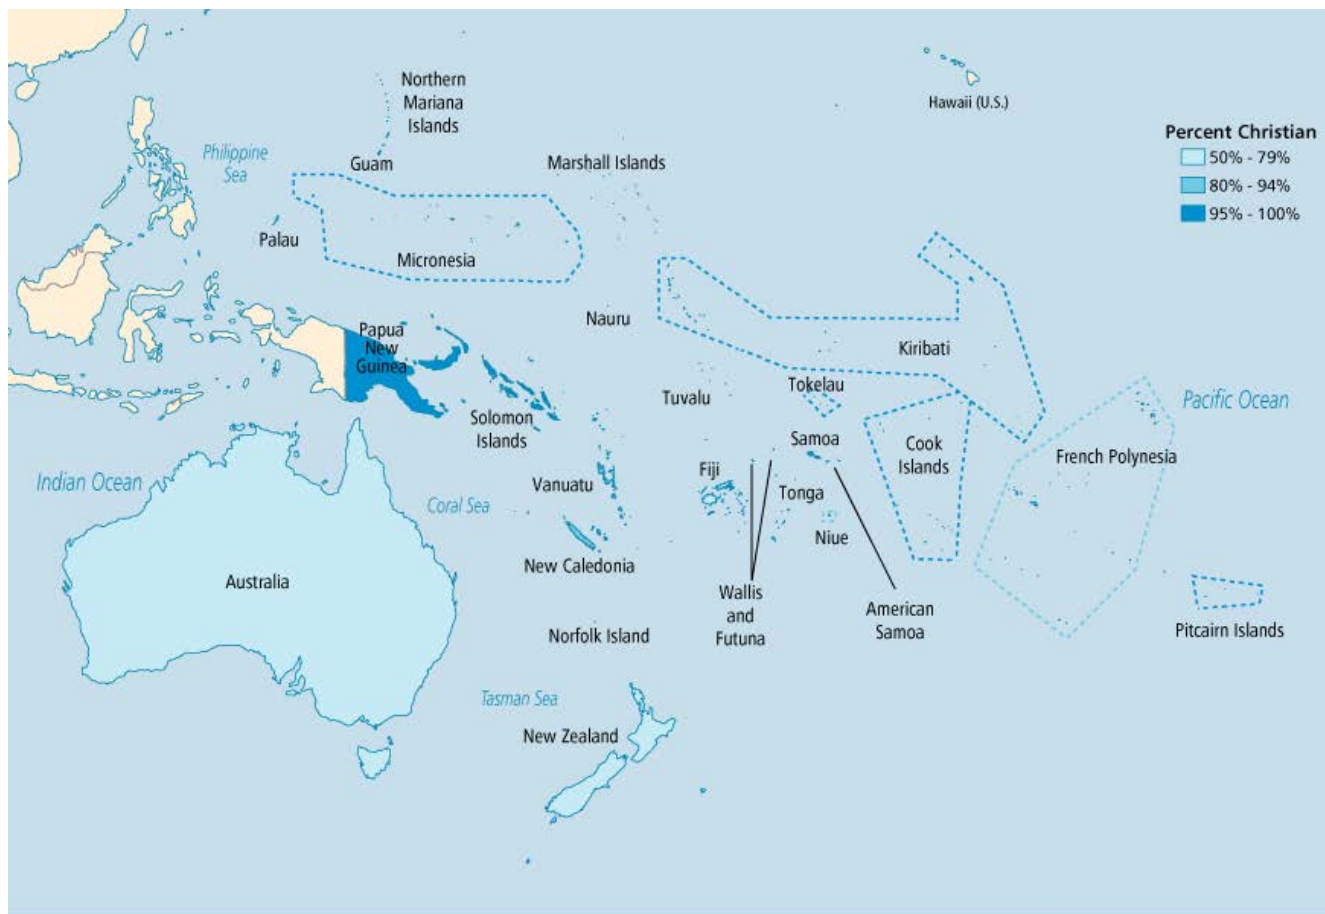 Northern
Mariana
Islands
Hawaii (U.S.)
Percent Christian
50% - 79%
80% - 94%
95% - 100%
Philippine
Sea
Guam
Marshall Islands
Palau
Micronesia
Nauru
Papua
New
Guinea
Kiribati
Tokelau
Tuvalu
Solomon
Islands
Pacific Ocean
Samoa
Cook
Islands
French Polynesia
Indian Ocean
Fiji
Vanuatu
Tonga
Coral Sea
Niue
New Caledonia
Australia
Wallis
and
Futuna
American
Samoa
Norfolk Island
Pitcairn Islands
Tasman Sea
New Zealand